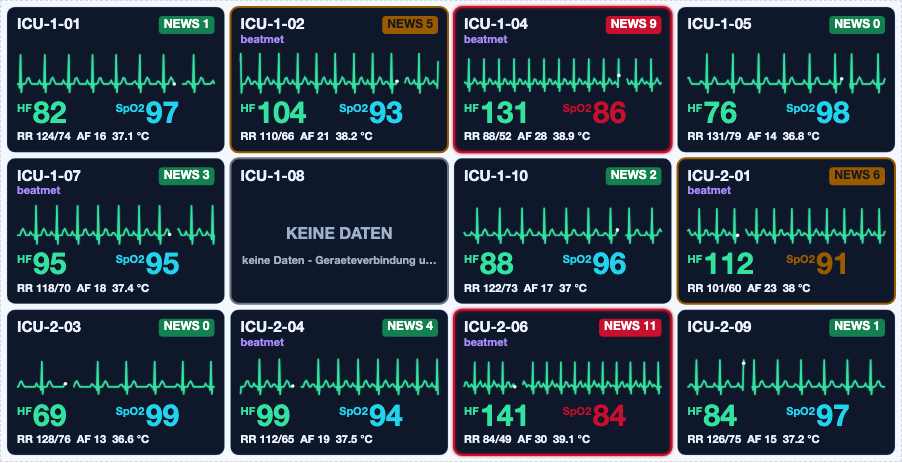 ICU-1-01 NEWS 1
HF 82 SpO2 97
RR 124/74 AF 16 37.1 °C
ICU-1-02 NEWS 5
beatmet
HF 104 SpO2 93
RR 110/66 AF 21 38.2 °C
ICU-1-04 NEWS 9
beatmet
HF 131 SpO2 86
RR 88/52 AF 28 38.9 °C
ICU-1-05 NEWS 0
HF 76 SpO2 98
RR 131/79 AF 14 36.8 °C
ICU-1-07 NEWS 3
beatmet
HF 95 SpO2 95
RR 118/70 AF 18 37.4 °C
ICU-1-08
KEINE DATEN
keine Daten - Geraeteverbindung u...
ICU-1-10 NEWS 2
HF 88 SpO2 96
RR 122/73 AF 17 37 °C
ICU-2-01 NEWS 6
beatmet
HF 112 SpO2 91
RR 101/60 AF 23 38 °C
ICU-2-03 NEWS 0
HF 69 SpO2 99
RR 128/76 AF 13 36.6 °C
ICU-2-04 NEWS 4
beatmet
HF 99 SpO2 94
RR 112/65 AF 19 37.5 °C
ICU-2-06 NEWS 11
beatmet
HF 141 SpO2 84
RR 84/49 AF 30 39.1 °C
ICU-2-09 NEWS 1
HF 84 SpO2 97
RR 126/75 AF 15 37.2 °C